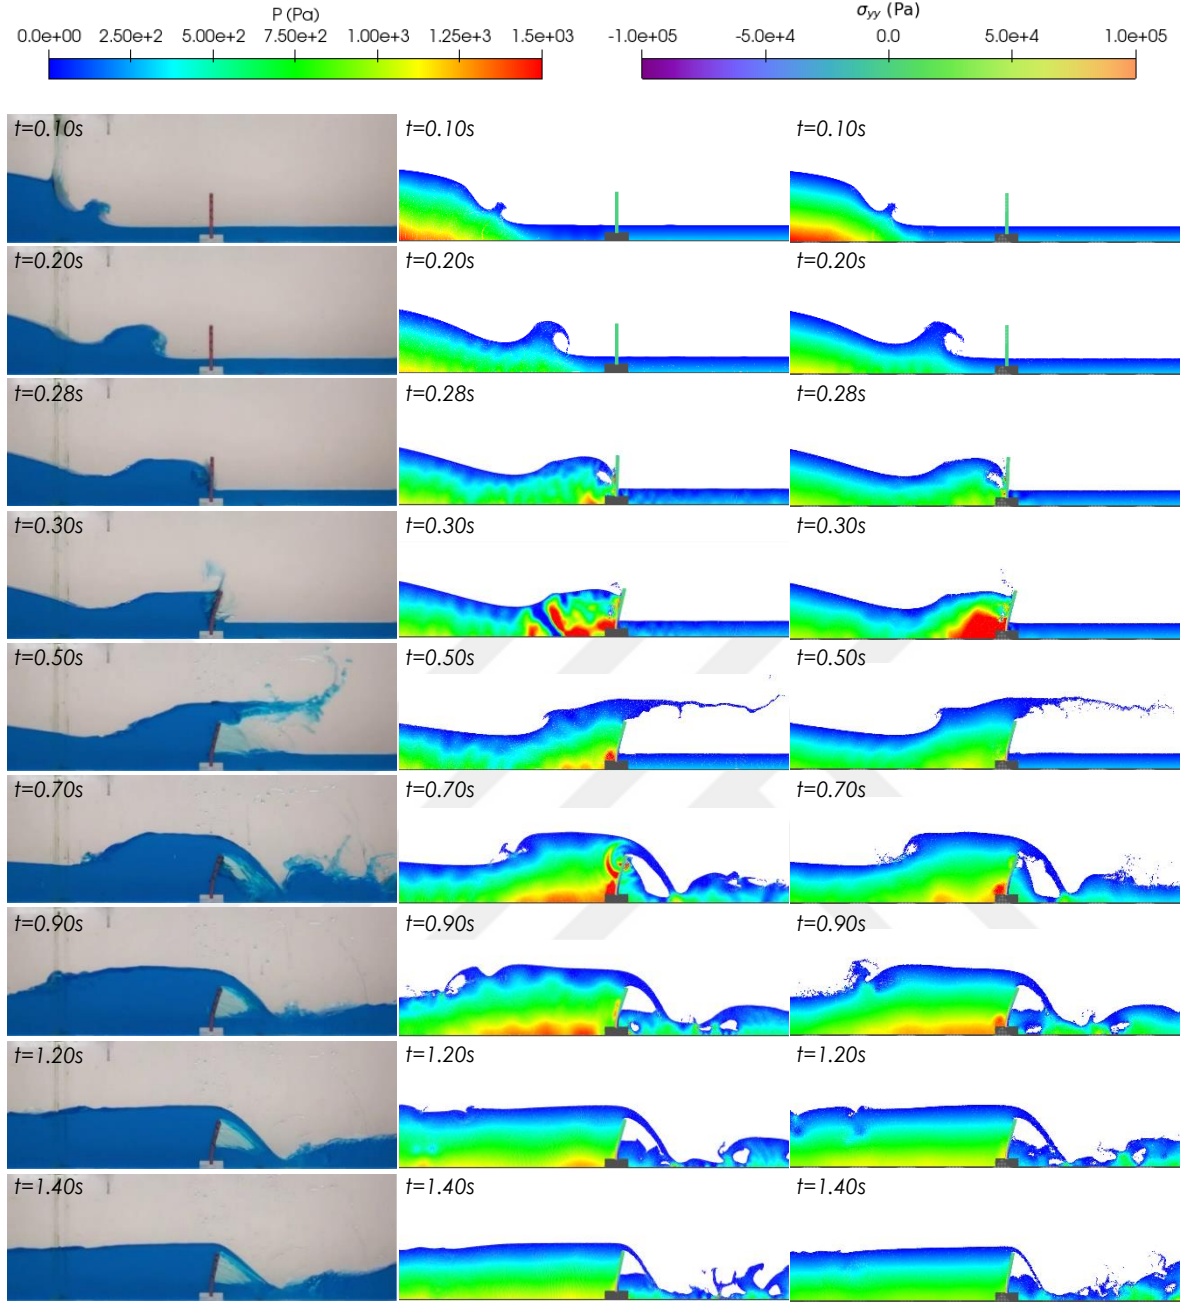 P (Pa)
σyy (Pa)
0.0e+00 2.50e+2 5.00e+2 7.50e+2 1.00e+3 1.25e+3 1.5e+03
-1.0e+05 -5.0e+4 0.0 5.0e+4 1.0e+05
t=0.10s t=0.10s t=0.10s
t=0.20s t=0.20s t=0.20s
t=0.28s t=0.28s t=0.28s
t=0.30s t=0.30s t=0.30s
t=0.50s t=0.50s t=0.50s
t=0.70s t=0.70s t=0.70s
t=0.90s t=0.90s t=0.90s
t=1.20s t=1.20s t=1.20s
t=1.40s t=1.40s t=1.40s